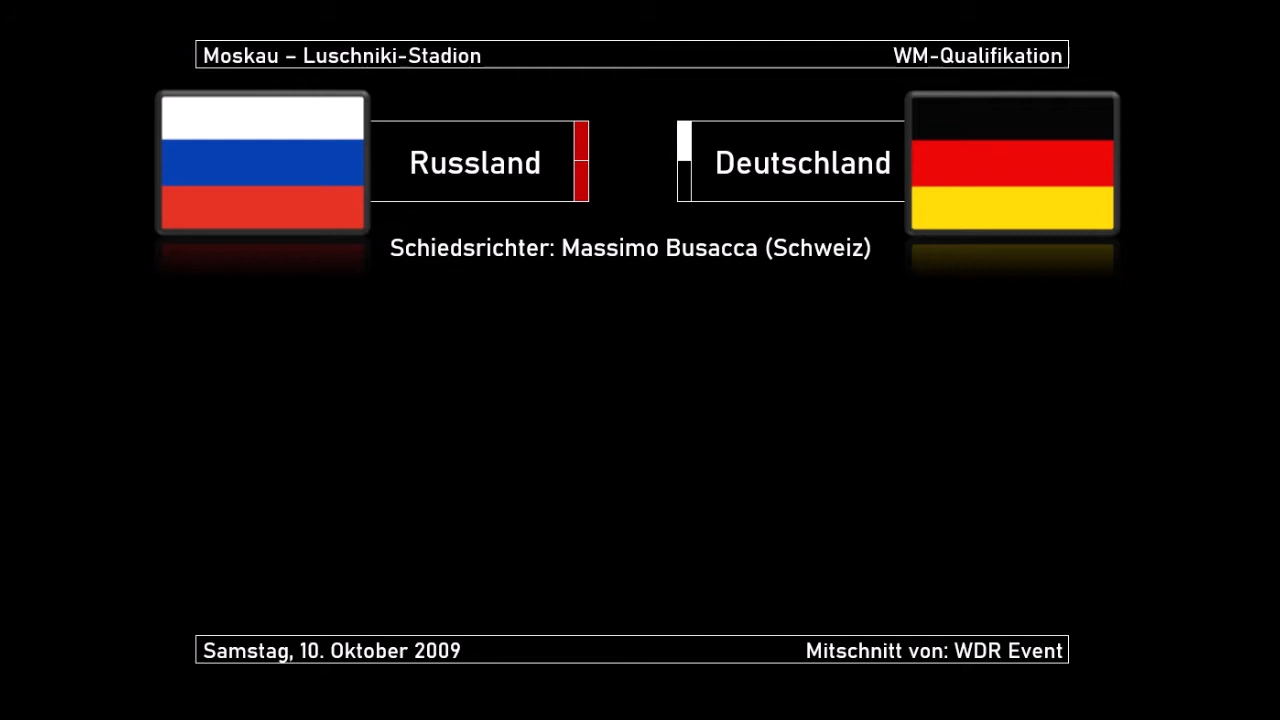 Moskau – Luschniki-Stadion
WM-Qualifikation
Russland
Deutschland
Schiedsrichter: Massimo Busacca (Schweiz)
Samstag, 10. Oktober 2009
Mitschnitt von: WDR Event